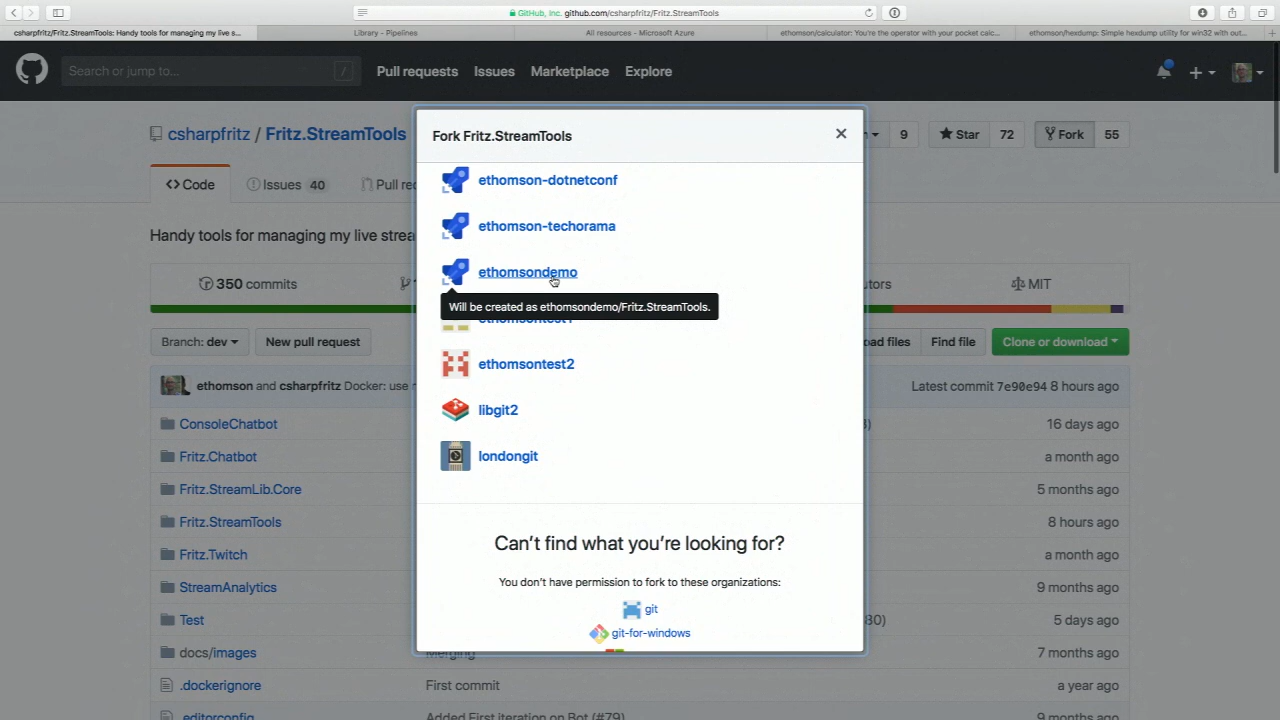 GitHub, Inc. github.com/csharpfritz/Fritz.StreamTools
csharpfritz/Fritz.StreamTools: Handy tools for managing my live s...
Library - Pipelines
All resources - Microsoft Azure
ethomson/calculator: You're the operator with your pocket calc...
ethomson/hexdump: Simple hexdump utility for win32 with out...
Search or jump to...
/
Pull requests
Issues
Marketplace
Explore
csharpfritz / Fritz.StreamTools
9
Star 72
Fork 55
Code
Issues 40
Pull re
Handy tools for managing my live strea
350 commits
MIT
Branch: dev
New pull request
Find file
Clone or download
ethomson and csharpfritz Docker: use
Latest commit 7e90e94 8 hours ago
ConsoleChatbot
16 days ago
Fritz.Chatbot
a month ago
Fritz.StreamLib.Core
5 months ago
Fritz.StreamTools
8 hours ago
Fritz.Twitch
a month ago
StreamAnalytics
9 months ago
Test
80)
5 days ago
docs/images
Merging
7 months ago
.dockerignore
First commit
a year ago
.editorconfig
Added First iteration on Bot (#79)
9 months ago
Fork Fritz.StreamTools
ethomson-dotnetconf
ethomson-techorama
ethomsondemo
Will be created as ethomsondemo/Fritz.StreamTools.
ethomsontest1
ethomsontest2
libgit2
londongit
Can't find what you're looking for?
You don't have permission to fork to these organizations:
git
git-for-windows